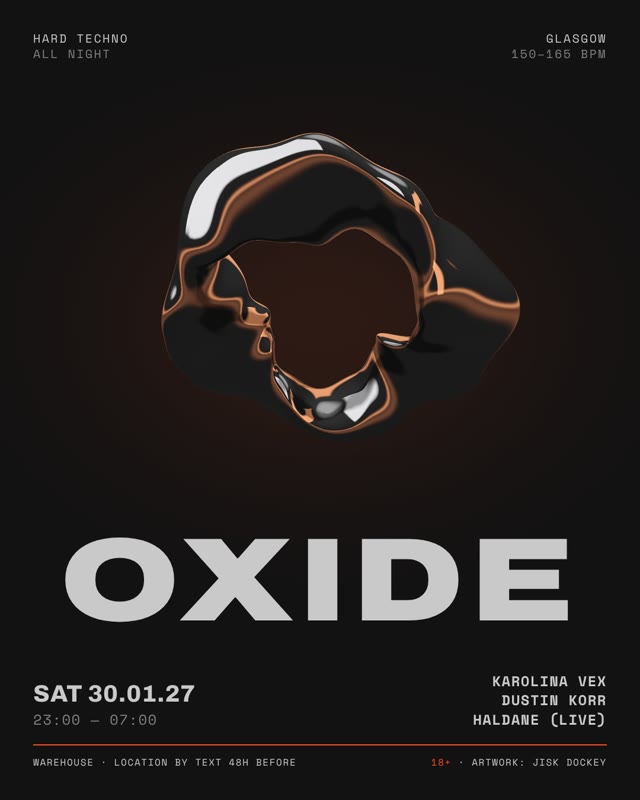 HARD TECHNO
ALL NIGHT
GLASGOW
150–165 BPM
OXIDE
SAT 30.01.27
23:00 — 07:00
KAROLINA VEX
DUSTIN KORR
HALDANE (LIVE)
WAREHOUSE · LOCATION BY TEXT 48H BEFORE
18+ · ARTWORK: JISK DOCKEY